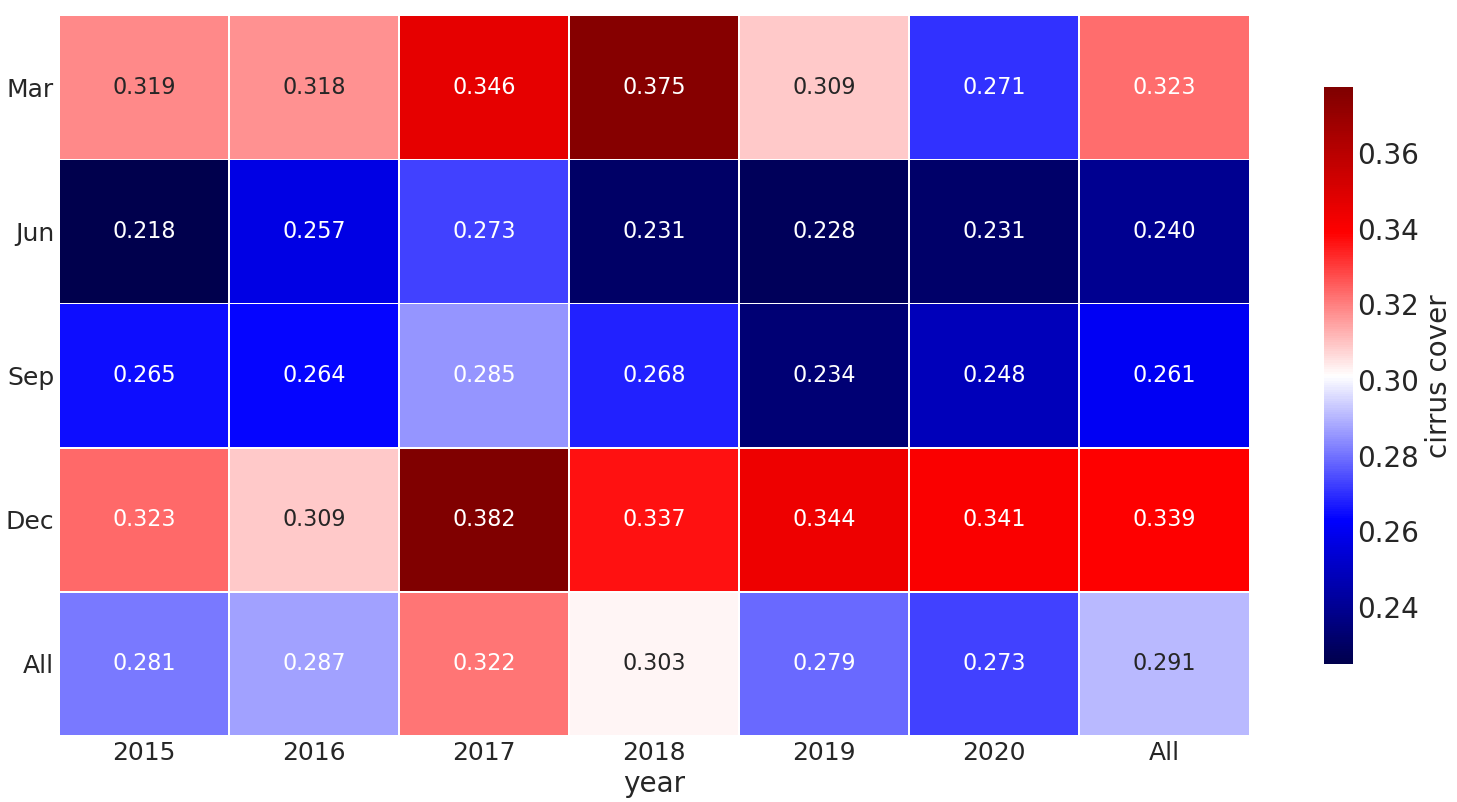 Mar 0.319 0.318 0.346 0.375 0.309 0.271 0.323
Jun 0.218 0.257 0.273 0.231 0.228 0.231 0.240
Sep 0.265 0.264 0.285 0.268 0.234 0.248 0.261
Dec 0.323 0.309 0.382 0.337 0.344 0.341 0.339
All 0.281 0.287 0.322 0.303 0.279 0.273 0.291
2015 2016 2017 2018 2019 2020 All
year
0.36
0.34
0.32
0.30
0.28
0.26
0.24
cirrus cover